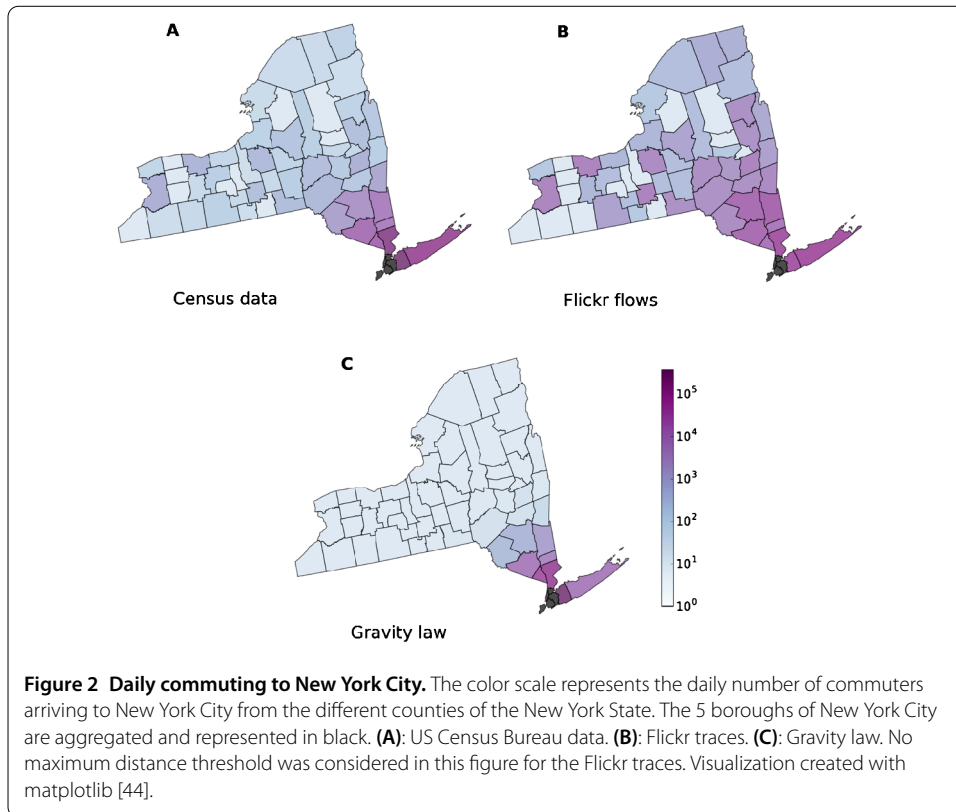 A
B
Census data
Flickr flows
C
10^5
10^4
10^3
10^2
10^1
10^0
Gravity law
Figure 2 Daily commuting to New York City. The color scale represents the daily number of commuters
arriving to New York City from the different counties of the New York State. The 5 boroughs of New York City
are aggregated and represented in black. (A): US Census Bureau data. (B): Flickr traces. (C): Gravity law. No
maximum distance threshold was considered in this figure for the Flickr traces. Visualization created with
matplotlib [44].